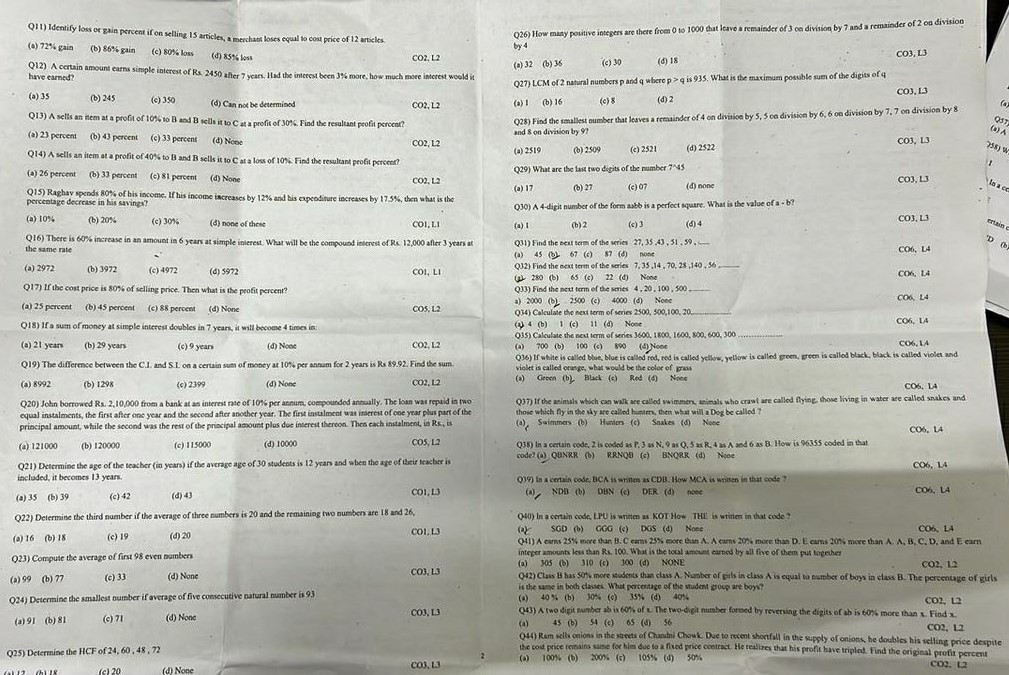 Q11) Identify loss or gain percent if on selling 15 articles, a merchant loses equal to cost price of 12 articles.
(a) 72% gain (b) 86% gain (c) 80% loss (d) 85% loss CO2, L2
Q12) A certain amount earns simple interest of Rs. 2450 after 7 years. Had the interest been 3% more, how much more interest would it
have earned?
(a) 35 (b) 245 (c) 350 (d) Can not be determined CO2, L2
Q13) A sells an item at a profit of 10% to B and B sells it to C at a profit of 30%. Find the resultant profit percent?
(a) 23 percent (b) 43 percent (c) 33 percent (d) None CO2, L2
Q14) A sells an item at a profit of 40% to B and B sells it to C at a loss of 10%. Find the resultant profit percent?
(a) 26 percent (b) 33 percent (c) 81 percent (d) None CO2, L2
Q15) Raghav spends 80% of his income. If his income increases by 12% and his expenditure increases by 17.5%, then what is the
percentage decrease in his savings?
(a) 10% (b) 20% (c) 30% (d) none of these CO1, L1
Q16) There is 60% increase in an amount in 6 years at simple interest. What will be the compound interest of Rs. 12,000 after 3 years at
the same rate
(a) 2972 (b) 3972 (c) 4972 (d) 5972 CO1, L1
Q17) If the cost price is 80% of selling price. Then what is the profit percent?
(a) 25 percent (b) 45 percent (c) 88 percent (d) None CO5, L2
Q18) If a sum of money at simple interest doubles in 7 years, it will become 4 times in:
(a) 21 years (b) 29 years (c) 9 years (d) None CO2, L2
Q19) The difference between the C.I. and S.I. on a certain sum of money at 10% per annum for 2 years is Rs 89.92. Find the sum.
(a) 8992 (b) 1298 (c) 2399 (d) None CO2, L2
Q20) John borrowed Rs. 2,10,000 from a bank at an interest rate of 10% per annum, compounded annually. The loan was repaid in two
equal instalments, the first after one year and the second after another year. The first instalment was interest of one year plus part of the
principal amount, while the second was the rest of the principal amount plus due interest thereon. Then each instalment, in Rs., is
(a) 121000 (b) 120000 (c) 115000 (d) 10000 CO5, L2
Q21) Determine the age of the teacher (in years) if the average age of 30 students is 12 years and when the age of their teacher is
included, it becomes 13 years.
(a) 35 (b) 39 (c) 42 (d) 43 CO1, L3
Q22) Determine the third number if the average of three numbers is 20 and the remaining two numbers are 18 and 26,
(a) 16 (b) 18 (c) 19 (d) 20 CO1, L3
Q23) Compute the average of first 98 even numbers
(a) 99 (b) 77 (c) 33 (d) None CO3, L3
Q24) Determine the smallest number if average of five consecutive natural number is 93
(a) 91 (b) 81 (c) 71 (d) None CO3, L3
Q25) Determine the HCF of 24, 60, 48, 72
(a) 12 (b) 18 (c) 20 (d) None CO3, L3
2
Q26) How many positive integers are there from 0 to 1000 that leave a remainder of 3 on division by 7 and a remainder of 2 on division
by 4
(a) 32 (b) 36 (c) 30 (d) 18 CO3, L3
Q27) LCM of 2 natural numbers p and q where p > q is 935. What is the maximum possible sum of the digits of q
(a) 1 (b) 16 (c) 8 (d) 2 CO3, L3
Q28) Find the smallest number that leaves a remainder of 4 on division by 5, 5 on division by 6, 6 on division by 7, 7 on division by 8
and 8 on division by 9?
(a) 2519 (b) 2509 (c) 2521 (d) 2522 CO3, L3
Q29) What are the last two digits of the number 7^45
(a) 17 (b) 27 (c) 07 (d) none CO3, L3
Q30) A 4-digit number of the form aabb is a perfect square. What is the value of a - b?
(a) 1 (b) 2 (c) 3 (d) 4 CO3, L3
Q31) Find the next term of the series 27, 35 ,43 , 51 , 59 , ___
(a) 45 (b) 67 (c) 87 (d) none CO6, L4
Q32) Find the next term of the series 7, 35 ,14 , 70, 28 ,140 , 56 ______
(a) 280 (b) 65 (c) 22 (d) None CO6, L4
Q33) Find the next term of the series 4 , 20 , 100 , 500 , ______
a) 2000 (b) 2500 (c) 4000 (d) None CO6, L4
Q34) Calculate the next term of series 2500, 500,100, 20, ______
(a) 4 (b) 1 (c) 11 (d) None CO6, L4
Q35) Calculate the next term of series 3600, 1800, 1600, 800, 600, 300 ..................
(a) 700 (b) 100 (c) 890 (d) None CO6, L4
Q36) If white is called blue, blue is called red, red is called yellow, yellow is called green, green is called black, black is called violet and
violet is called orange, what would be the color of grass
(a) Green (b) Black (c) Red (d) None CO6, L4
Q37) If the animals which can walk are called swimmers, animals who crawl are called flying, those living in water are called snakes and
those which fly in the sky are called hunters, then what will a Dog be called ?
(a) Swimmers (b) Hunters (c) Snakes (d) None CO6, L4
Q38) In a certain code, 2 is coded as P, 3 as N, 9 as Q, 5 as R, 4 as A and 6 as B. How is 96355 coded in that
code? (a) QBNRR (b) RRNQB (c) BNQRR (d) None CO6, L4
Q39) In a certain code, BCA is written as CDB. How MCA is written in that code ?
(a) NDB (b) DBN (c) DER (d) none CO6, L4
Q40) In a certain code, LPU is written as KOT How THE is written in that code ?
(a) SGD (b) GGG (c) DGS (d) None CO6, L4
Q41) A earns 25% more than B. C earns 25% more than A. A earns 20% more than D. E earns 20% more than A. A, B, C, D, and E earn
integer amounts less than Rs. 100. What is the total amount earned by all five of them put together
(a) 305 (b) 310 (c) 300 (d) NONE CO2, L2
Q42) Class B has 50% more students than class A. Number of girls in class A is equal to number of boys in class B. The percentage of girls
is the same in both classes. What percentage of the student group are boys?
(a) 40 % (b) 30% (c) 35% (d) 40% CO2, L2
Q43) A two digit number ab is 60% of x. The two-digit number formed by reversing the digits of ab is 60% more than x. Find x.
(a) 45 (b) 54 (c) 65 (d) 56 CO2, L2
Q44) Ram sells onions in the streets of Chandni Chowk. Due to recent shortfall in the supply of onions, he doubles his selling price despite
the cost price remains same for him due to a fixed price contract. He realizes that his profit have tripled. Find the original profit percent
(a) 100% (b) 200% (c) 105% (d) 50% CO2, L2
(a)
Q57
(a) A
In a ce
ertain c
(b)